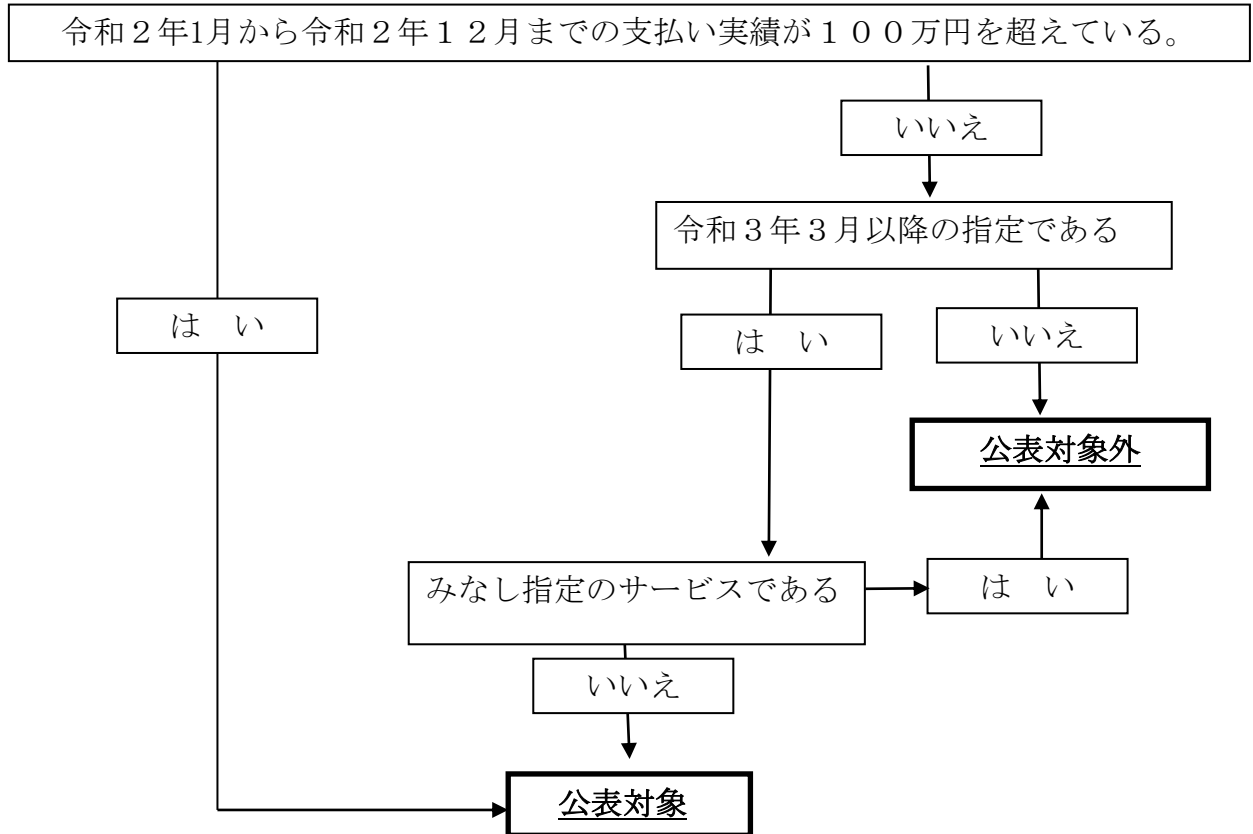 令和２年1月から令和２年１２月までの支払い実績が１００万円を超えている。
いいえ
令和３年３月以降の指定である
は　い
は　い
いいえ
公表対象外
みなし指定のサービスである
は　い
いいえ
公表対象